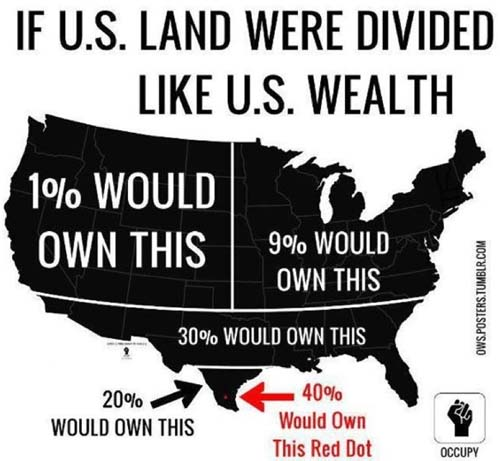 IF U.S. LAND WERE DIVIDED
LIKE U.S. WEALTH
1% WOULD
OWN THIS
9% WOULD
OWN THIS
30% WOULD OWN THIS
20%
WOULD OWN THIS
40%
Would Own
This Red Dot
OWS.POSTERS.TUMBLR.COM
OCCUPY